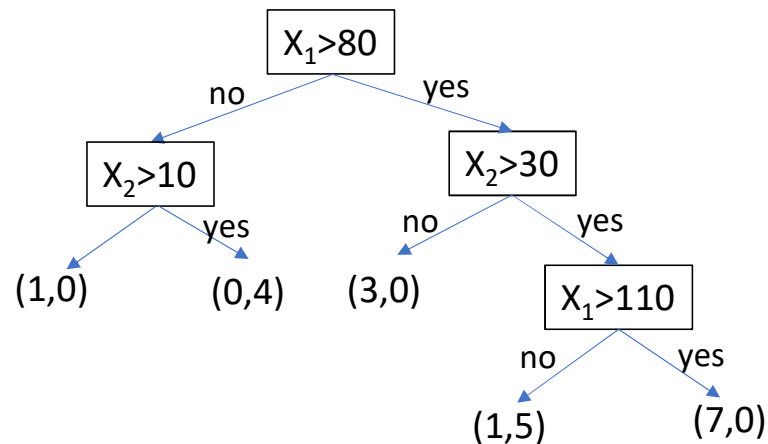 X₁>80
no yes
X₂>10 X₂>30
yes no yes
(1,0) (0,4) (3,0) X₁>110
no yes
(1,5) (7,0)